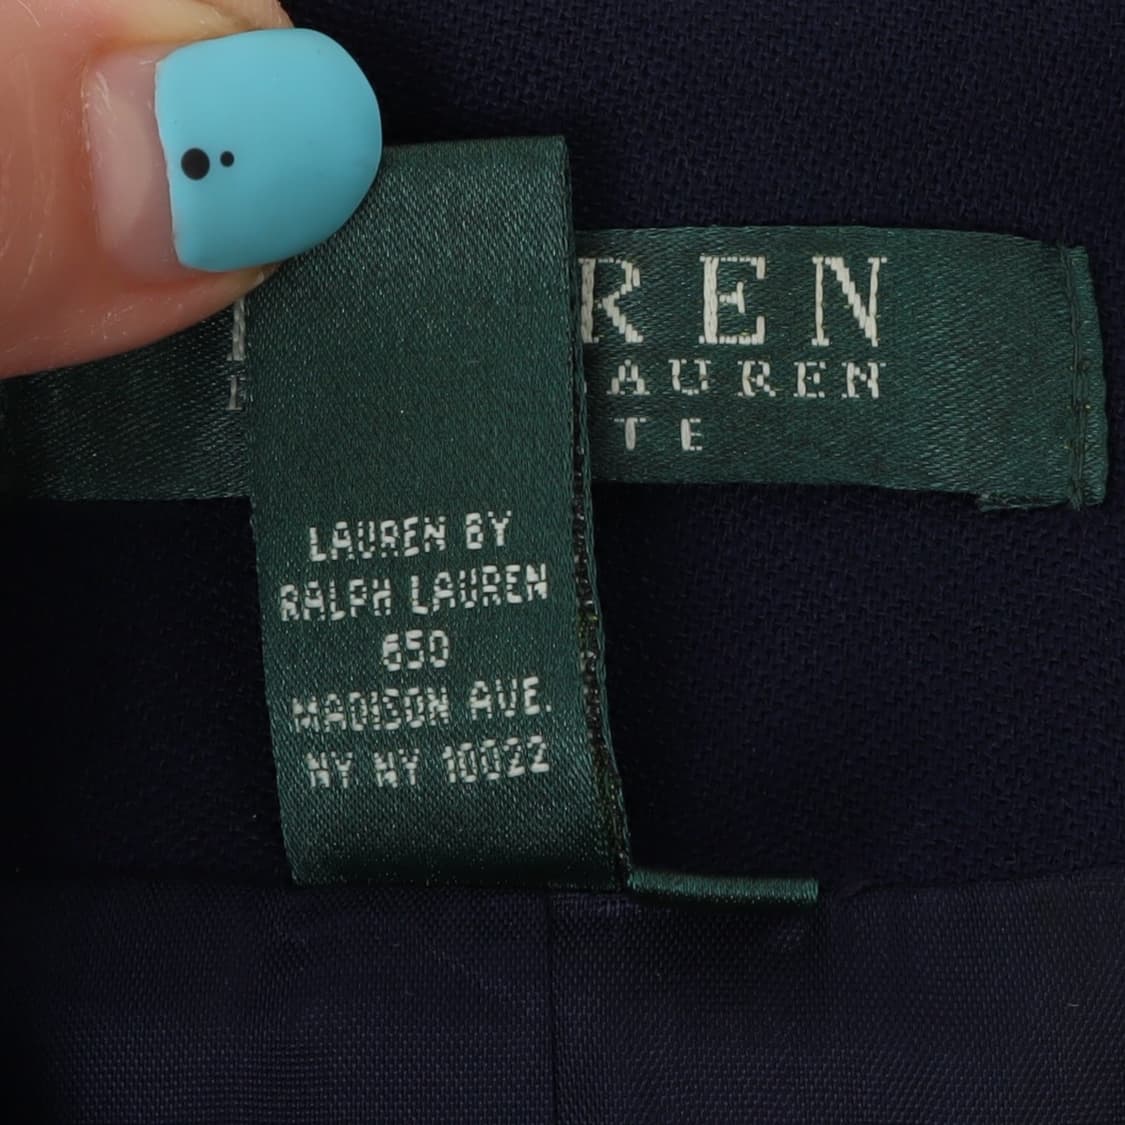 REN
AUREN
TE
LAUREN BY
RALPH LAUREN
650
MADISON AVE.
NY NY 10022